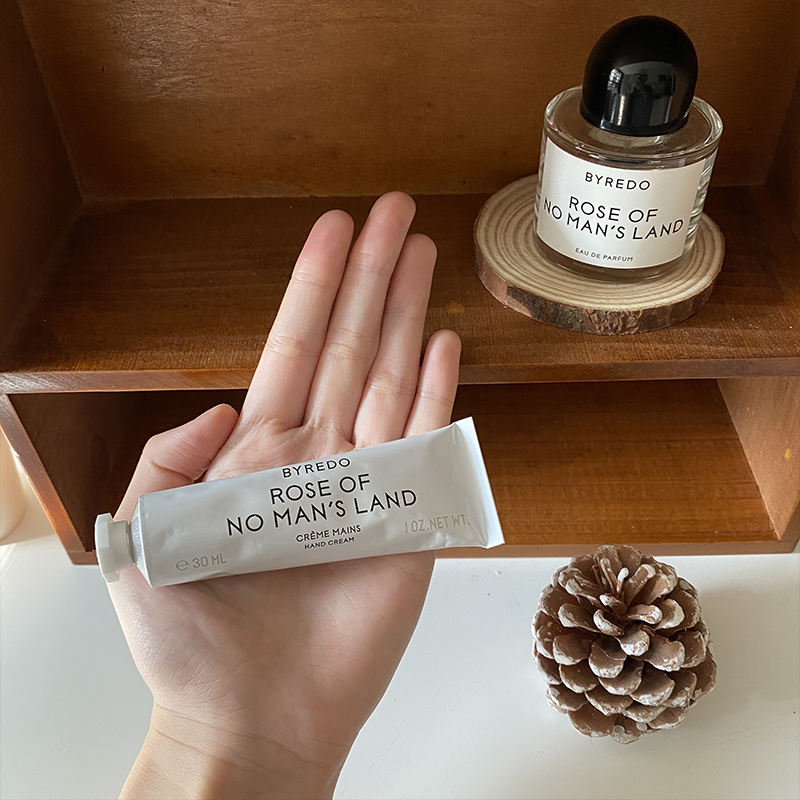 BYREDO
ROSE OF
NO MAN'S LAND
EAU DE PARFUM
BYREDO
ROSE OF
NO MAN'S LAND
CRÈME MAINS
HAND CREAM
℮ 30 ML
1 OZ. NET WT.